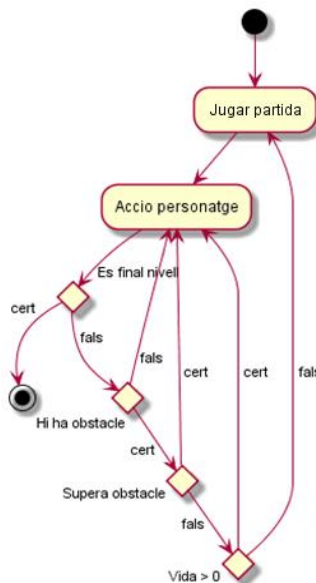 Jugar partida
Accio personatge
Es final nivell
cert
fals
fals
cert
cert
fals
Hi ha obstacle
cert
Supera obstacle
fals
Vida > 0